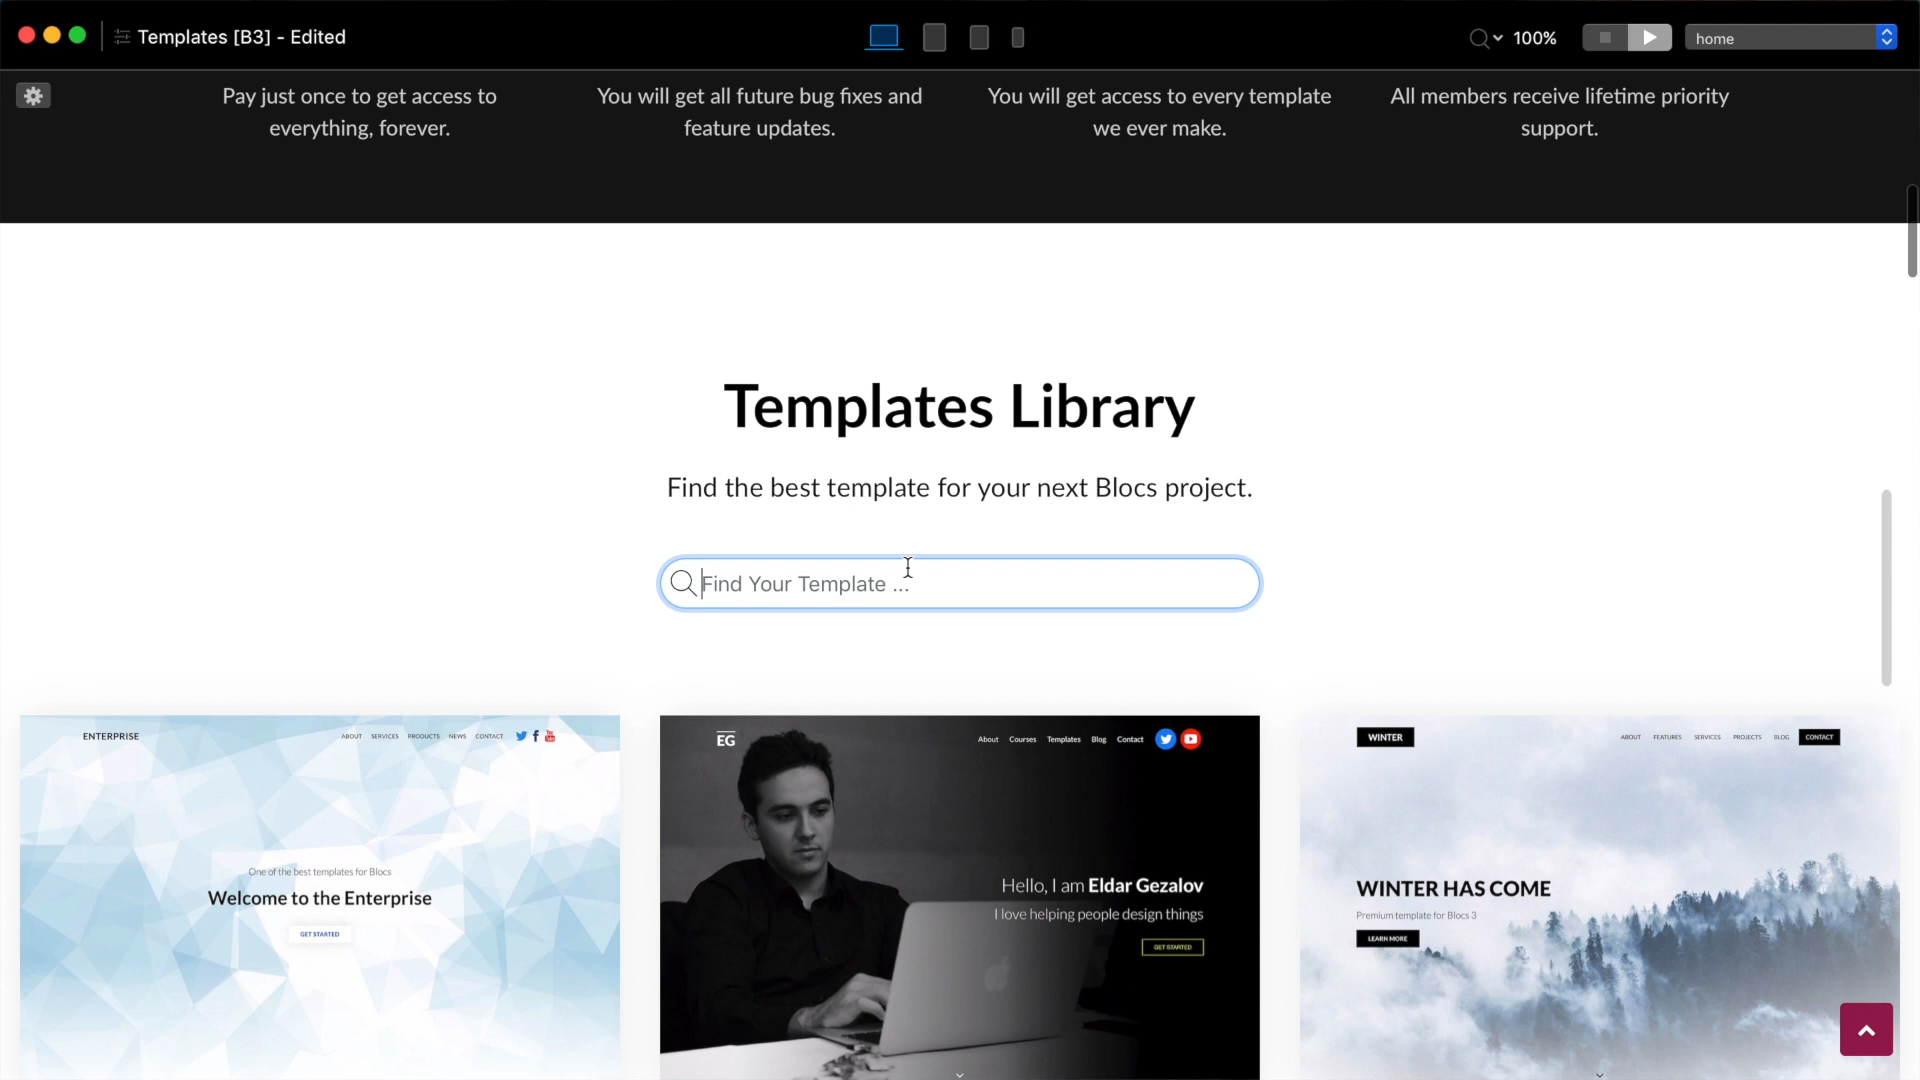 Templates [B3] - Edited
100%
home
Pay just once to get access to
everything, forever.
You will get all future bug fixes and
feature updates.
You will get access to every template
we ever make.
All members receive lifetime priority
support.
Templates Library
Find the best template for your next Blocs project.
Find Your Template ...
ENTERPRISE
ABOUT SERVICES PRODUCTS NEWS CONTACT
One of the best templates for Blocs
Welcome to the Enterprise
GET STARTED
EG
About Courses Templates Blog Contact
Hello, I am Eldar Gezalov
I love helping people design things
GET STARTED
WINTER
ABOUT FEATURES SERVICES PROJECTS BLOG CONTACT
WINTER HAS COME
Premium template for Blocs 3
LEARN MORE